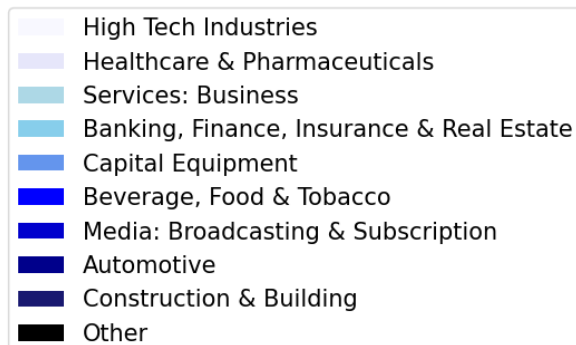 High Tech Industries
Healthcare & Pharmaceuticals
Services: Business
Banking, Finance, Insurance & Real Estate
Capital Equipment
Beverage, Food & Tobacco
Media: Broadcasting & Subscription
Automotive
Construction & Building
Other